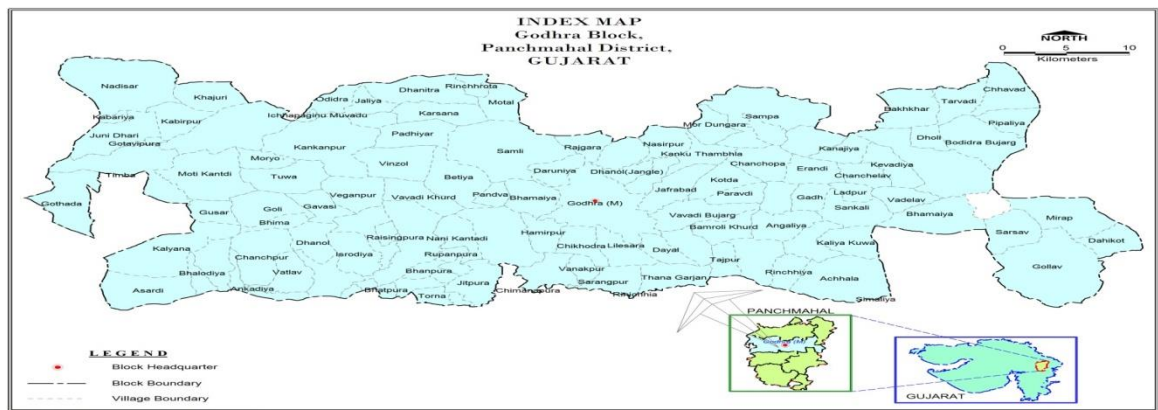 INDEX MAP
Godhra Block,
Panchmahal District,
GUJARAT
NORTH
0 5 10
Kilometers
Nadisar
Khajuri
Kabariya
Kabirpur
Juni Dhari
Gotavipura
Timba
Gothada
Odidra
Jaliya
Dhanitra
Rinchhrota
Motal
Ichhapaginu Muvadu
Karsana
Padhiyar
Kankanpur
Moryo
Tuwa
Moti Kantdi
Vinzol
Betiya
Samli
Rajgara
Daruniya
Dhanol(Jangle)
Nasirpur
Mor Dungara
Sampa
Kanku Thambhla
Chanchopa
Kanajiya
Erandi
Kevadiya
Chanchelav
Bakhkhar
Tarvadi
Chhavad
Pipaliya
Dholi
Bodidra Bujarg
Gusar
Goli
Bhima
Gavasi
Veganpur
Vavadi Khurd
Pandva
Bhamaiya
Godhra (M)
Jafrabad
Kotda
Paravdi
Gadh
Ladpur
Sankali
Vadelav
Bhamaiya
Vavadi Bujarg
Bamroli Khurd
Angaliya
Kalyana
Bhalodiya
Chanchpur
Dhanol
Isrodiya
Raisingpura
Nani Kantadi
Rupanpura
Hamirpur
Chikhodra
Lilesara
Dayal
Tajpur
Kaliya Kuwa
Sarsav
Mirap
Dahikot
Gollav
Asardi
Ankadiya
Vatlav
Bhatpura
Bhanpura
Torna
Jitpura
Chimanpura
Vanakpur
Sarangpur
Thana Garjan
Rinchhiya
Achhala
Simaliya
PANCHMAHAL
Godhra (M)
GUJARAT
LEGEND
Block Headquarter
Block Boundary
Village Boundary